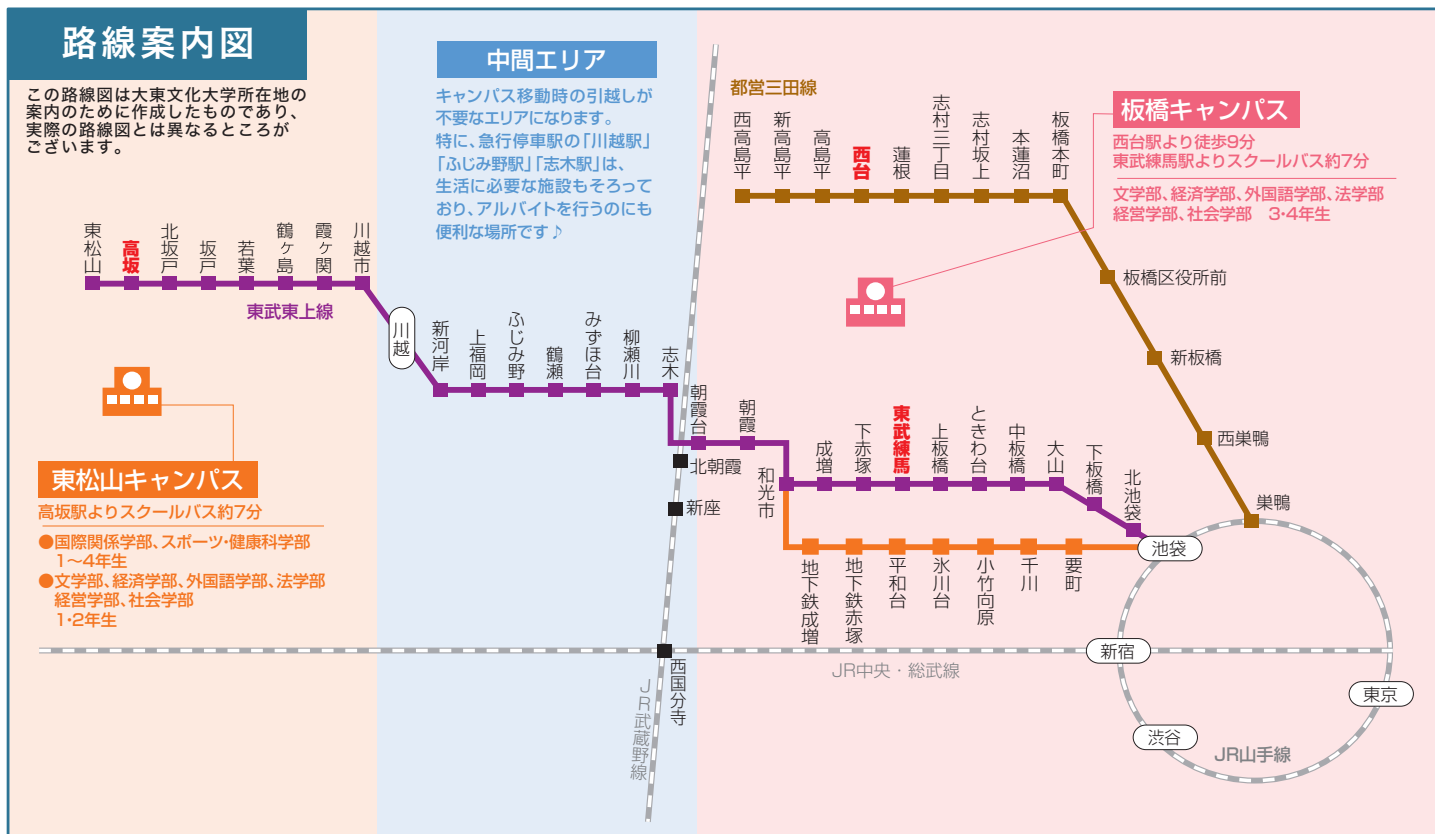 路線案内図
この路線図は大東文化大学所在地の
案内のために作成したものであり、
実際の路線図とは異なるところが
ございます。
中間エリア
キャンパス移動時の引越しが
不要なエリアになります。
特に、急行停車駅の「川越駅」
「ふじみ野駅」「志木駅」は、
生活に必要な施設もそろって
おり、アルバイトを行うのにも
便利な場所です♪
都営三田線
西高島平
新高島平
高島平
西台
蓮根
志村三丁目
志村坂上
本蓮沼
板橋本町
板橋区役所前
新板橋
西巣鴨
巣鴨
板橋キャンパス
西台駅より徒歩9分
東武練馬駅よりスクールバス約7分
文学部、経済学部、外国語学部、法学部
経営学部、社会学部 3・4年生
東松山
高坂
北坂戸
坂戸
若葉
鶴ヶ島
霞ヶ関
川越市
東武東上線
川越
新河岸
上福岡
ふじみ野
鶴瀬
みずほ台
柳瀬川
志木
朝霞台
朝霞
和光市
成増
下赤塚
東武練馬
上板橋
ときわ台
中板橋
大山
下板橋
北池袋
池袋
北朝霞
新座
地下鉄成増
地下鉄赤塚
平和台
氷川台
小竹向原
千川
要町
東松山キャンパス
高坂駅よりスクールバス約7分
●国際関係学部、スポーツ・健康科学部
1〜4年生
●文学部、経済学部、外国語学部、法学部
経営学部、社会学部
1・2年生
西国分寺
JR武蔵野線
JR中央・総武線
新宿
東京
渋谷
JR山手線